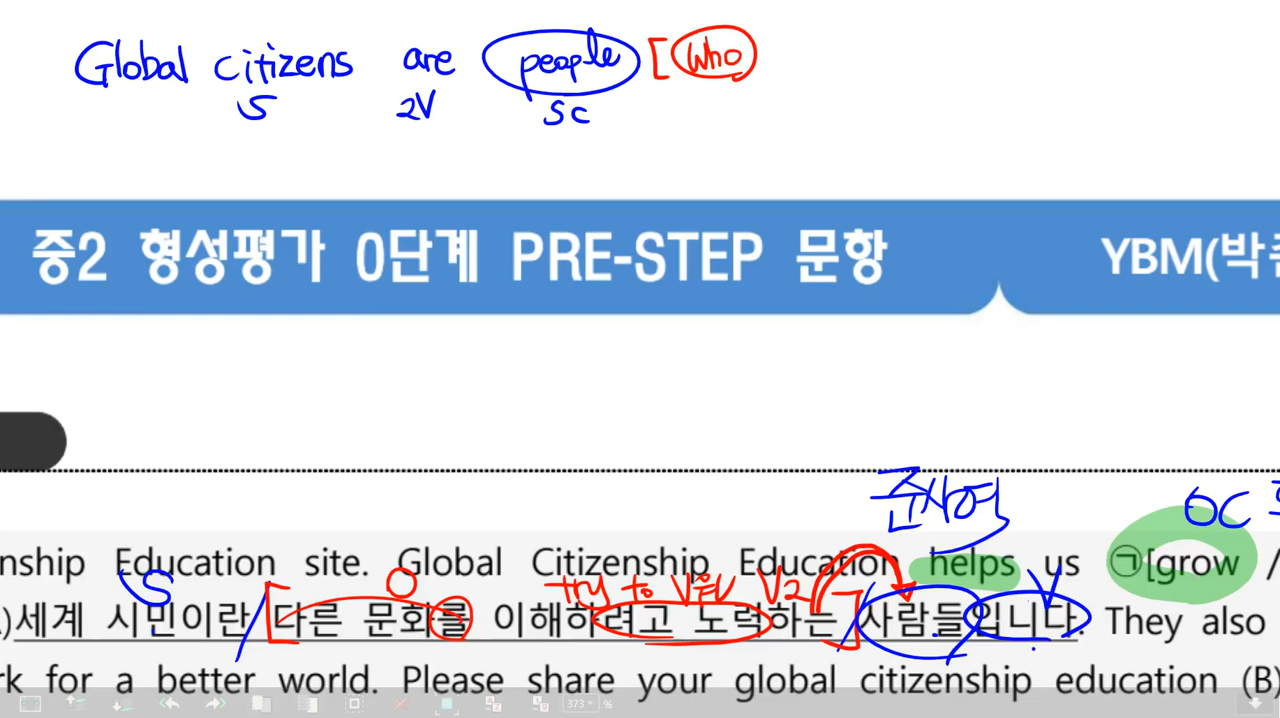 Global citizens are people [who
S 2V SC
중2 형성평가 0단계 PRE-STEP 문항 YBM(박준
준사역 OC
nship Education site. Global Citizenship Education helps us ㉠[grow /
S O try to V원V V
)세계 시민이란 / [다른 문화를 이해하려고 노력하는] / 사람들입니다. They also
rk for a better world. Please share your global citizenship education (B)
373 %